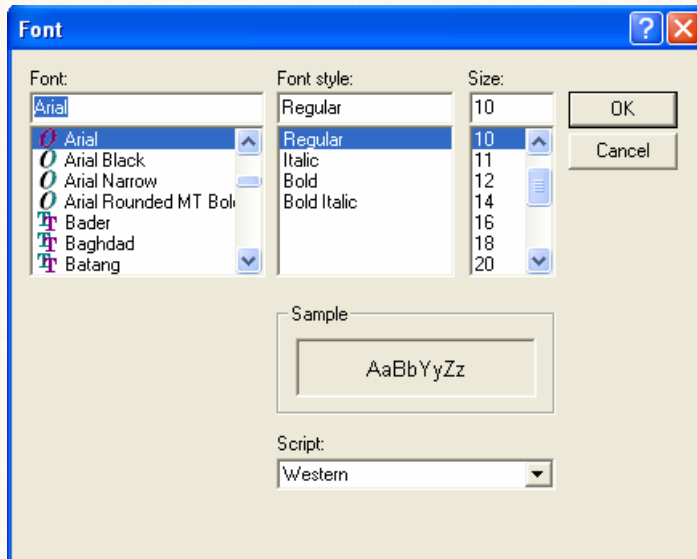 Font
Font:
Arial
Arial
Arial Black
Arial Narrow
Arial Rounded MT Bol
Bader
Baghdad
Batang
Font style:
Regular
Regular
Italic
Bold
Bold Italic
Size:
10
10
11
12
14
16
18
20
OK
Cancel
Sample
AaBbYyZz
Script:
Western